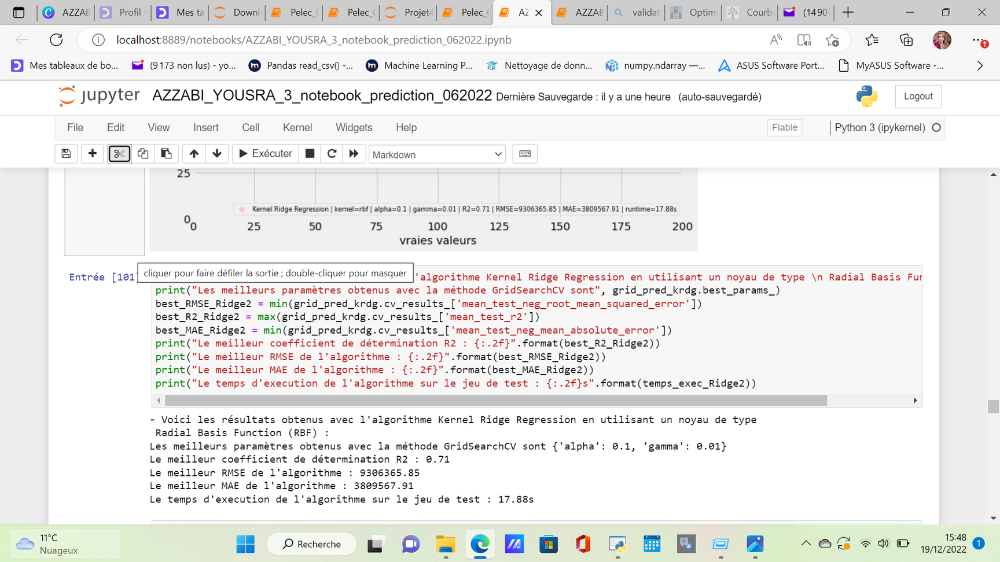 AZZAB
Profil -
Mes ta
Downl
Pelec_
Pelec_
Projet4
Pelec_
AZ
AZZAB
validat
Optimi
Courb
(14 907
localhost:8889/notebooks/AZZABI_YOUSRA_3_notebook_prediction_062022.ipynb
Mes tableaux de bo...
(9 173 non lus) - yo...
Pandas read_csv() -...
Machine Learning P...
Nettoyage de donn...
numpy.ndarray —...
ASUS Software Port...
MyASUS Software -...
jupyter AZZABI_YOUSRA_3_notebook_prediction_062022 Dernière Sauvegarde : il y a une heure (auto-sauvegardé)
Logout
File Edit View Insert Cell Kernel Widgets Help
Fiable
Python 3 (ipykernel)
Exécuter
Markdown
25
Kernel Ridge Regression | kernel=rbf | alpha=0.1 | gamma=0.01 | R2=0.71 | RMSE=9306365.85 | MAE=3809567.91 | runtime=17.88s
0
0 25 50 75 100 125 150 175 200
vraies valeurs
cliquer pour faire défiler la sortie ; double-cliquer pour masquer
Entrée [101] 'algorithme Kernel Ridge Regression en utilisant un noyau de type \n Radial Basis Fur
print("Les meilleurs paramètres obtenus avec la méthode GridSearchCV sont", grid_pred_krdg.best_params_)
best_RMSE_Ridge2 = min(grid_pred_krdg.cv_results_['mean_test_neg_root_mean_squared_error'])
best_R2_Ridge2 = max(grid_pred_krdg.cv_results_['mean_test_r2'])
best_MAE_Ridge2 = min(grid_pred_krdg.cv_results_['mean_test_neg_mean_absolute_error'])
print("Le meilleur coefficient de détermination R2 : {:.2f}".format(best_R2_Ridge2))
print("Le meilleur RMSE de l'algorithme : {:.2f}".format(best_RMSE_Ridge2))
print("Le meilleur MAE de l'algorithme : {:.2f}".format(best_MAE_Ridge2))
print("Le temps d'execution de l'algorithme sur le jeu de test : {:.2f}s".format(temps_exec_Ridge2))
- Voici les résultats obtenus avec l'algorithme Kernel Ridge Regression en utilisant un noyau de type
Radial Basis Function (RBF) :
Les meilleurs paramètres obtenus avec la méthode GridSearchCV sont {'alpha': 0.1, 'gamma': 0.01}
Le meilleur coefficient de détermination R2 : 0.71
Le meilleur RMSE de l'algorithme : 9306365.85
Le meilleur MAE de l'algorithme : 3809567.91
Le temps d'execution de l'algorithme sur le jeu de test : 17.88s
11°C
Nuageux
Recherche
15:48
19/12/2022
1